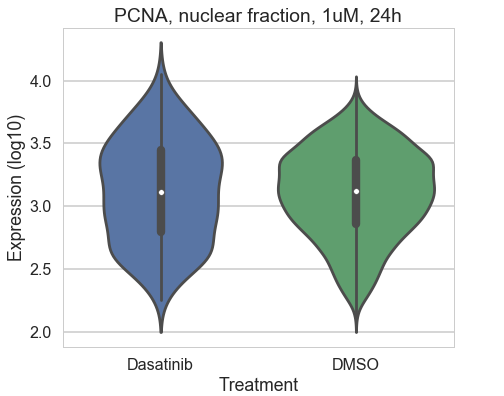 PCNA, nuclear fraction, 1uM, 24h
Expression (log10)
4.0
3.5
3.0
2.5
2.0
Dasatinib DMSO
Treatment